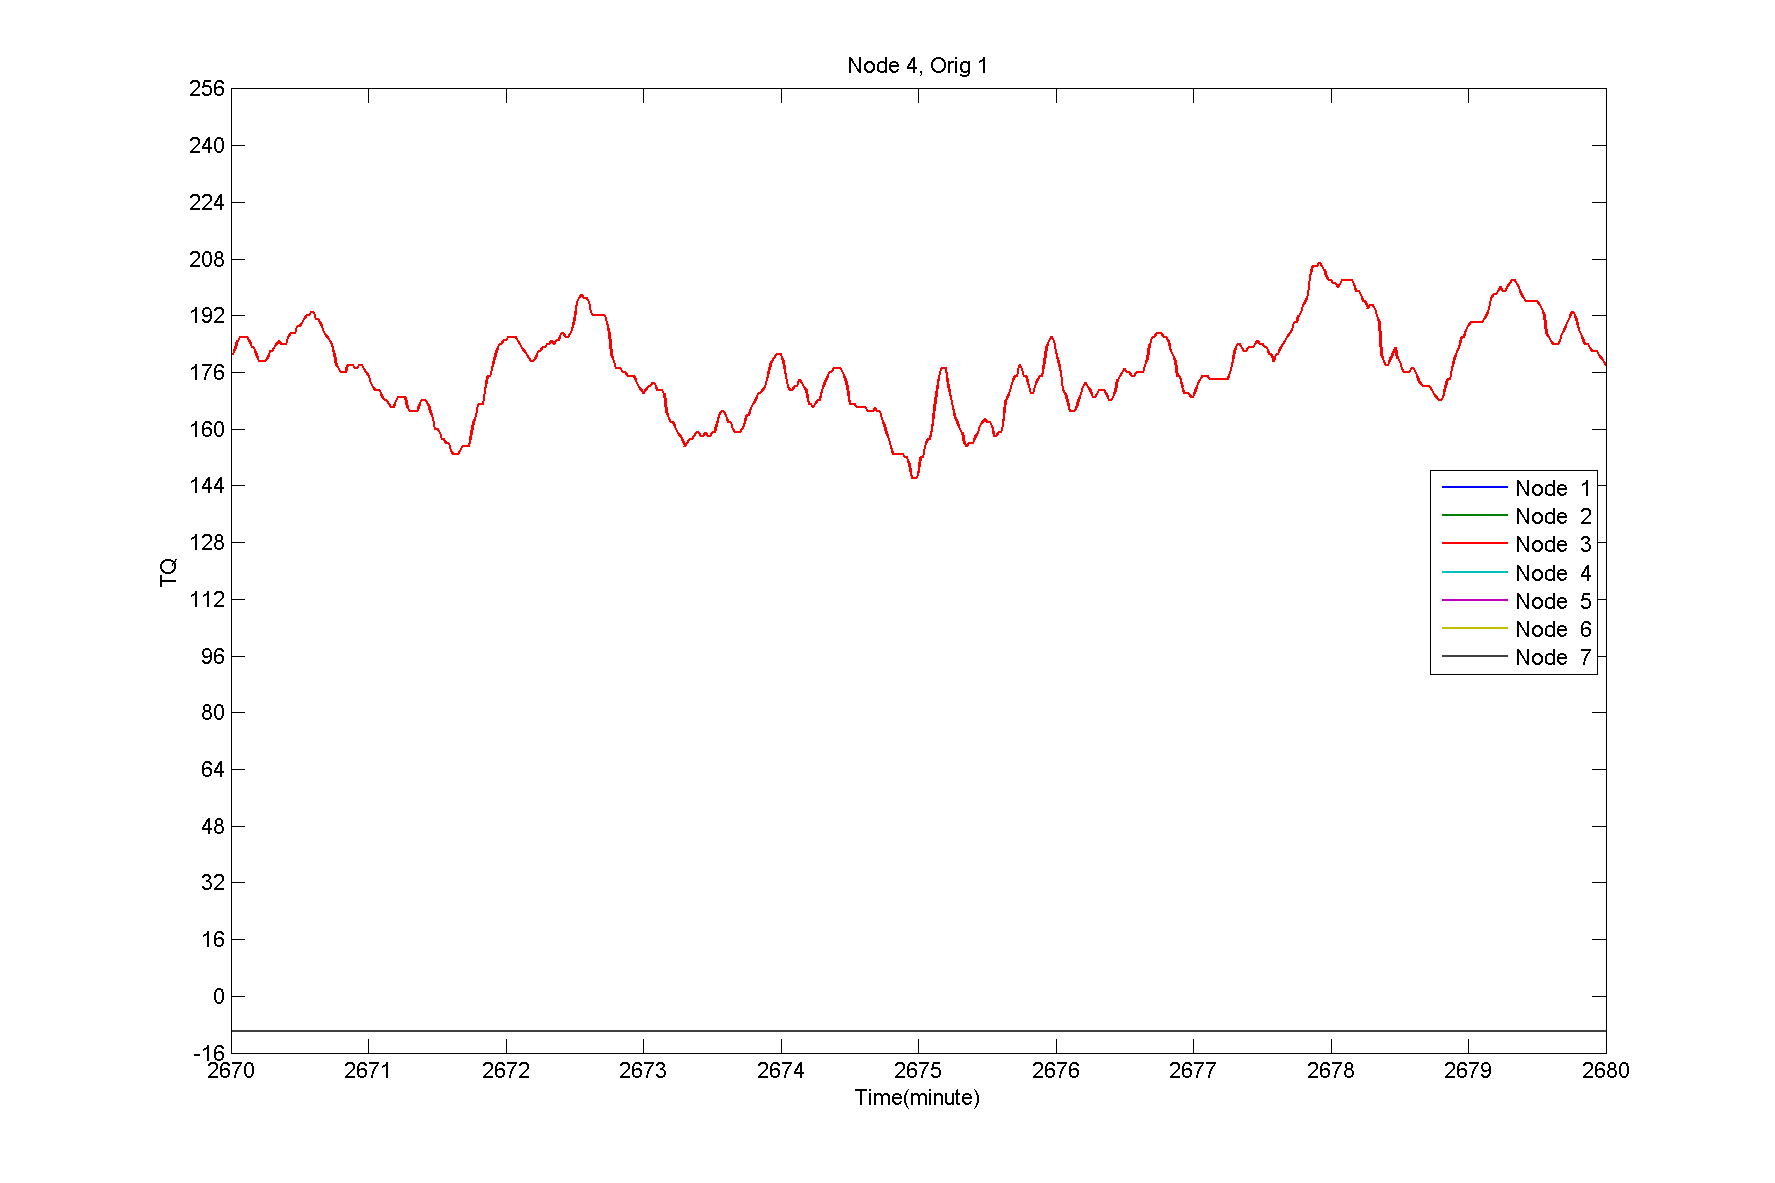 Node 4, Orig 1
256
240
224
208
192
176
160
144
128
112
96
80
64
48
32
16
0
-16
TQ
Node 1
Node 2
Node 3
Node 4
Node 5
Node 6
Node 7
2670 2671 2672 2673 2674 2675 2676 2677 2678 2679 2680
Time(minute)